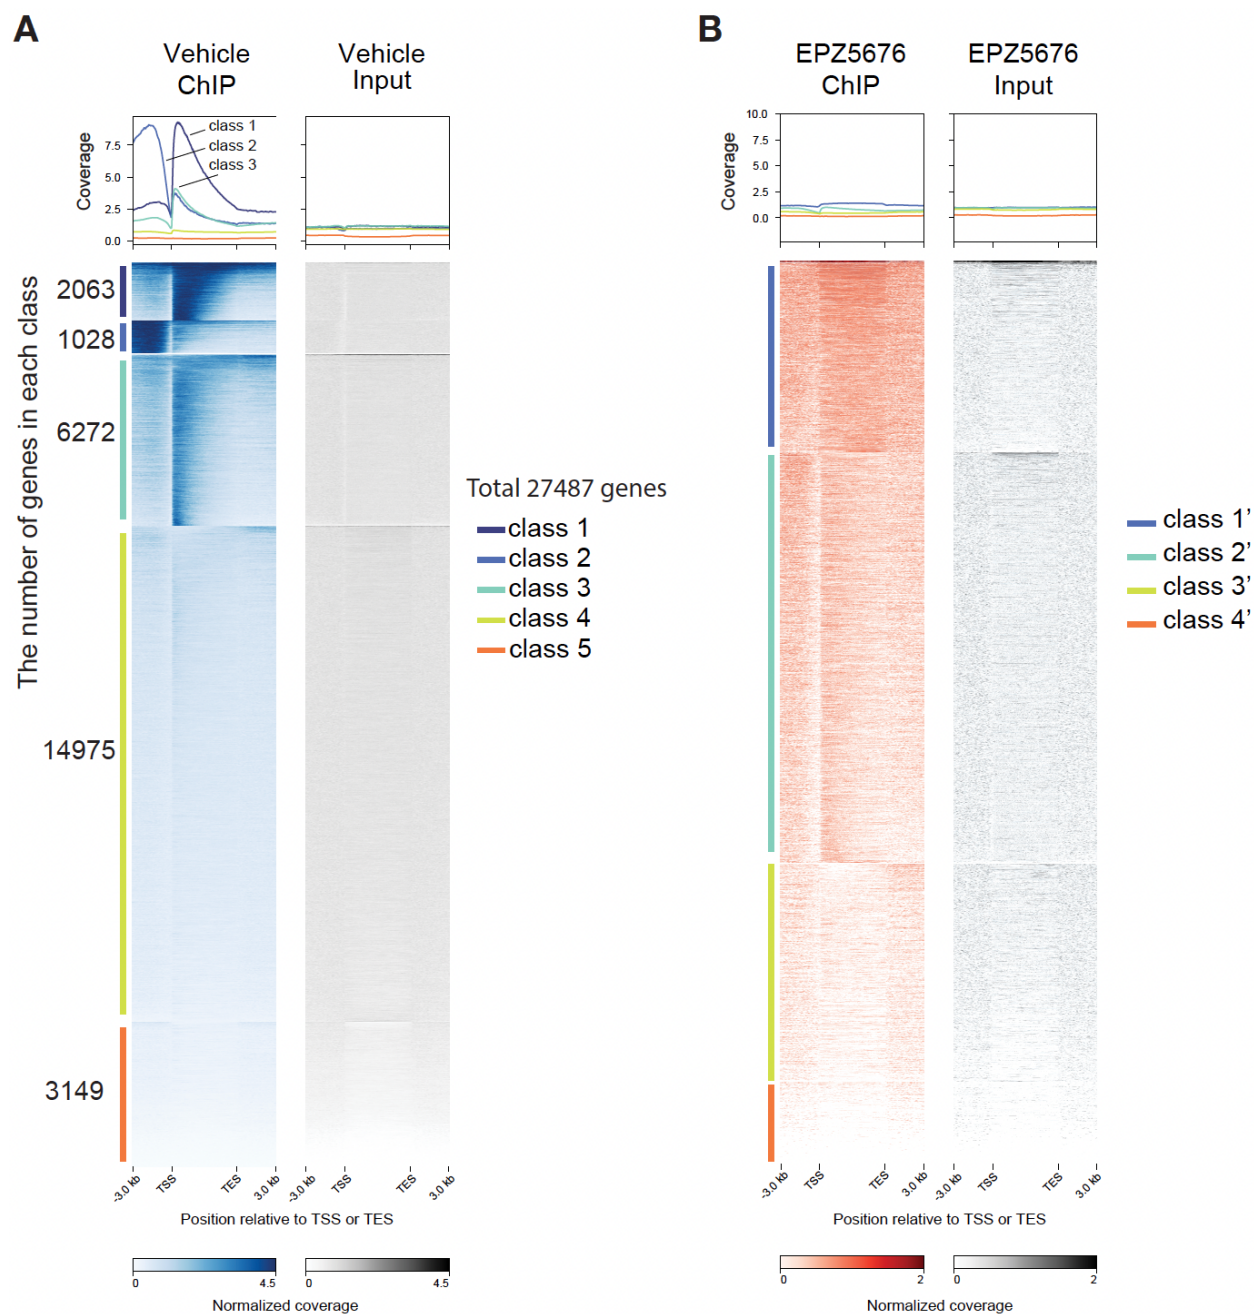 A
Vehicle
ChIP
Vehicle
Input
Coverage
7.5
5.0
2.5
0.0
class 1
class 2
class 3
The number of genes in each class
2063
1028
6272
14975
3149
Total 27487 genes
class 1
class 2
class 3
class 4
class 5
-3.0 kb
TSS
TES
3.0 kb
-3.0 kb
TSS
TES
3.0 kb
Position relative to TSS or TES
0
4.5
0
4.5
Normalized coverage
B
EPZ5676
ChIP
EPZ5676
Input
Coverage
10.0
7.5
5.0
2.5
0.0
class 1’
class 2’
class 3’
class 4’
-3.0 kb
TSS
TES
3.0 kb
-3.0 kb
TSS
TES
3.0 kb
Position relative to TSS or TES
0
2
0
2
Normalized coverage